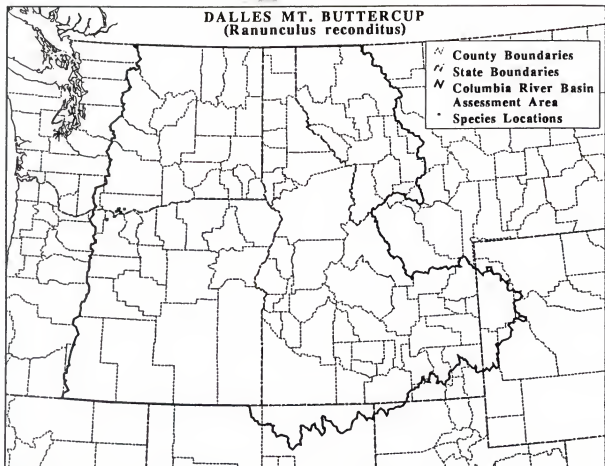 DALLES MT. BUTTERCUP
(Ranunculus reconditus)
County Boundaries
State Boundaries
Columbia River Basin
Assessment Area
Species Locations